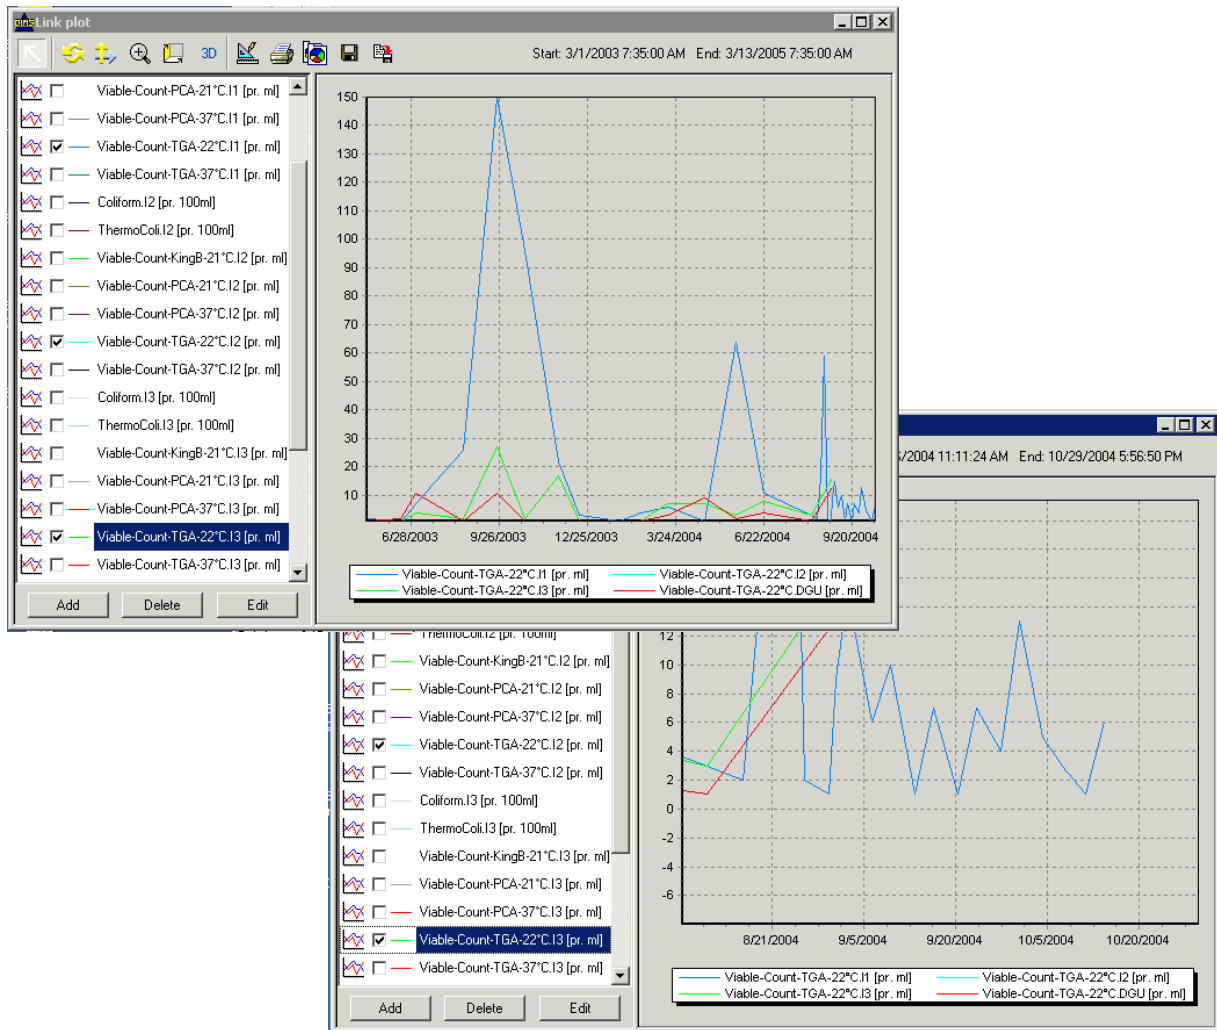 Link plot
3D
Start: 3/1/2003 7:35:00 AM End: 3/13/2005 7:35:00 AM
Viable-Count-PCA-21°C.I1 [pr. ml]
Viable-Count-PCA-37°C.I1 [pr. ml]
Viable-Count-TGA-22°C.I1 [pr. ml]
Viable-Count-TGA-37°C.I1 [pr. ml]
Coliform.I2 [pr. 100ml]
ThermoColi.I2 [pr. 100ml]
Viable-Count-KingB-21°C.I2 [pr. ml]
Viable-Count-PCA-21°C.I2 [pr. ml]
Viable-Count-PCA-37°C.I2 [pr. ml]
Viable-Count-TGA-22°C.I2 [pr. ml]
Viable-Count-TGA-37°C.I2 [pr. ml]
Coliform.I3 [pr. 100ml]
ThermoColi.I3 [pr. 100ml]
Viable-Count-KingB-21°C.I3 [pr. ml]
Viable-Count-PCA-21°C.I3 [pr. ml]
Viable-Count-PCA-37°C.I3 [pr. ml]
Viable-Count-TGA-22°C.I3 [pr. ml]
Viable-Count-TGA-37°C.I3 [pr. ml]
Add Delete Edit
150
140
130
120
110
100
90
80
70
60
50
40
30
20
10
6/28/2003 9/26/2003 12/25/2003 3/24/2004 6/22/2004 9/20/2004
Viable-Count-TGA-22°C.I1 [pr. ml] Viable-Count-TGA-22°C.I2 [pr. ml]
Viable-Count-TGA-22°C.I3 [pr. ml] Viable-Count-TGA-22°C.DGU [pr. ml]
/2004 11:11:24 AM End: 10/29/2004 5:56:50 PM
ThermoColi.I2 [pr. 100ml]
Viable-Count-KingB-21°C.I2 [pr. ml]
Viable-Count-PCA-21°C.I2 [pr. ml]
Viable-Count-PCA-37°C.I2 [pr. ml]
Viable-Count-TGA-22°C.I2 [pr. ml]
Viable-Count-TGA-37°C.I2 [pr. ml]
Coliform.I3 [pr. 100ml]
ThermoColi.I3 [pr. 100ml]
Viable-Count-KingB-21°C.I3 [pr. ml]
Viable-Count-PCA-21°C.I3 [pr. ml]
Viable-Count-PCA-37°C.I3 [pr. ml]
Viable-Count-TGA-22°C.I3 [pr. ml]
Viable-Count-TGA-37°C.I3 [pr. ml]
Add Delete Edit
12
10
8
6
4
2
0
-2
-4
-6
8/21/2004 9/5/2004 9/20/2004 10/5/2004 10/20/2004
Viable-Count-TGA-22°C.I1 [pr. ml] Viable-Count-TGA-22°C.I2 [pr. ml]
Viable-Count-TGA-22°C.I3 [pr. ml] Viable-Count-TGA-22°C.DGU [pr. ml]